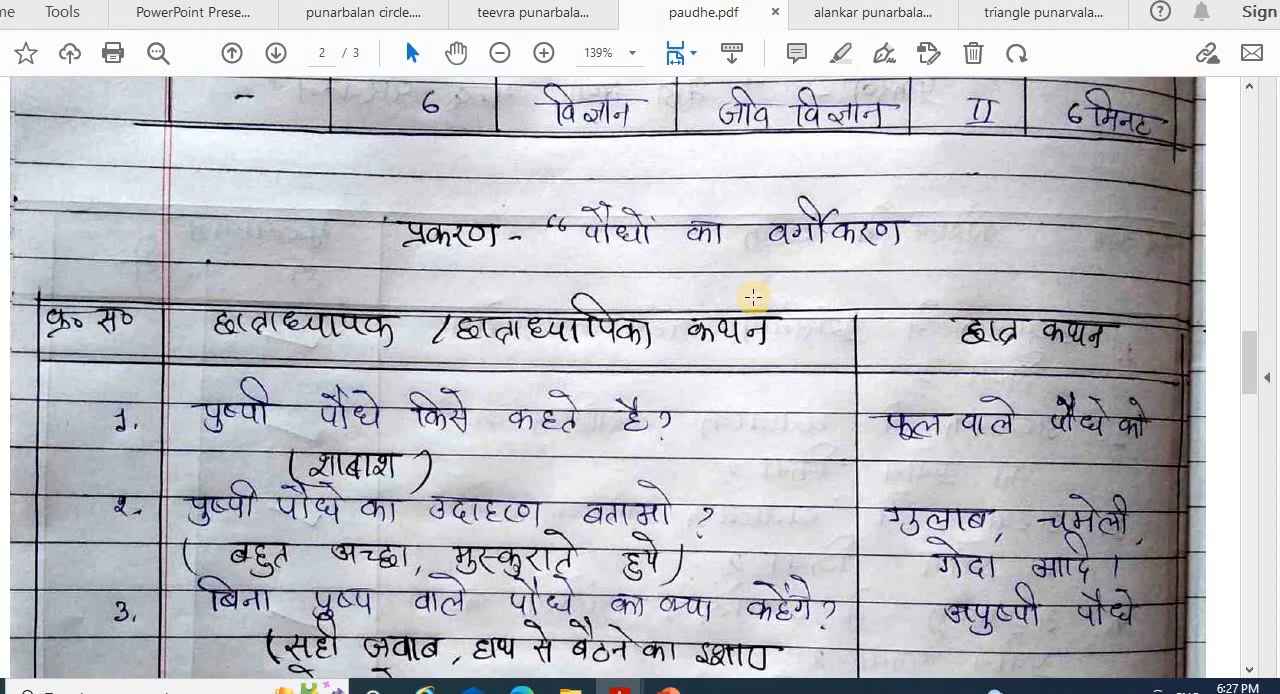 me Tools PowerPoint Prese... punarbalan circle.... teevra punarbala... paudhe.pdf × alankar punarbala... triangle punarvala... Sign
2 / 3 139%
- 6 विज्ञान जीव विज्ञान II 6 मिनट
प्रकरण - “ पौधों का वर्गीकरण
क्र० स० छात्राध्यापक /छात्राध्यापिका कथन छात्र कथन
1. पुष्पी पौधे किसे कहते है? फूल वाले पौधे को
(शाबाश)
2. पुष्पी पौधे का उदाहरण बताओ ? गुलाब, चमेली,
(बहुत अच्छा, मुस्कुराते हुये) गेंदा आदि।
3. बिना पुष्प वाले पौधे का क्या कहेंगे? अपुष्पी पौधे
(सही जवाब, हाथ से बैठने का इशारा
6:27 PM